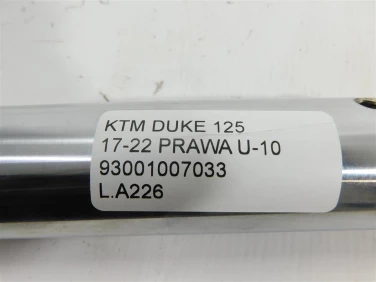 KTM DUKE 125
17-22 PRAWA U-10
93001007033
L.A226